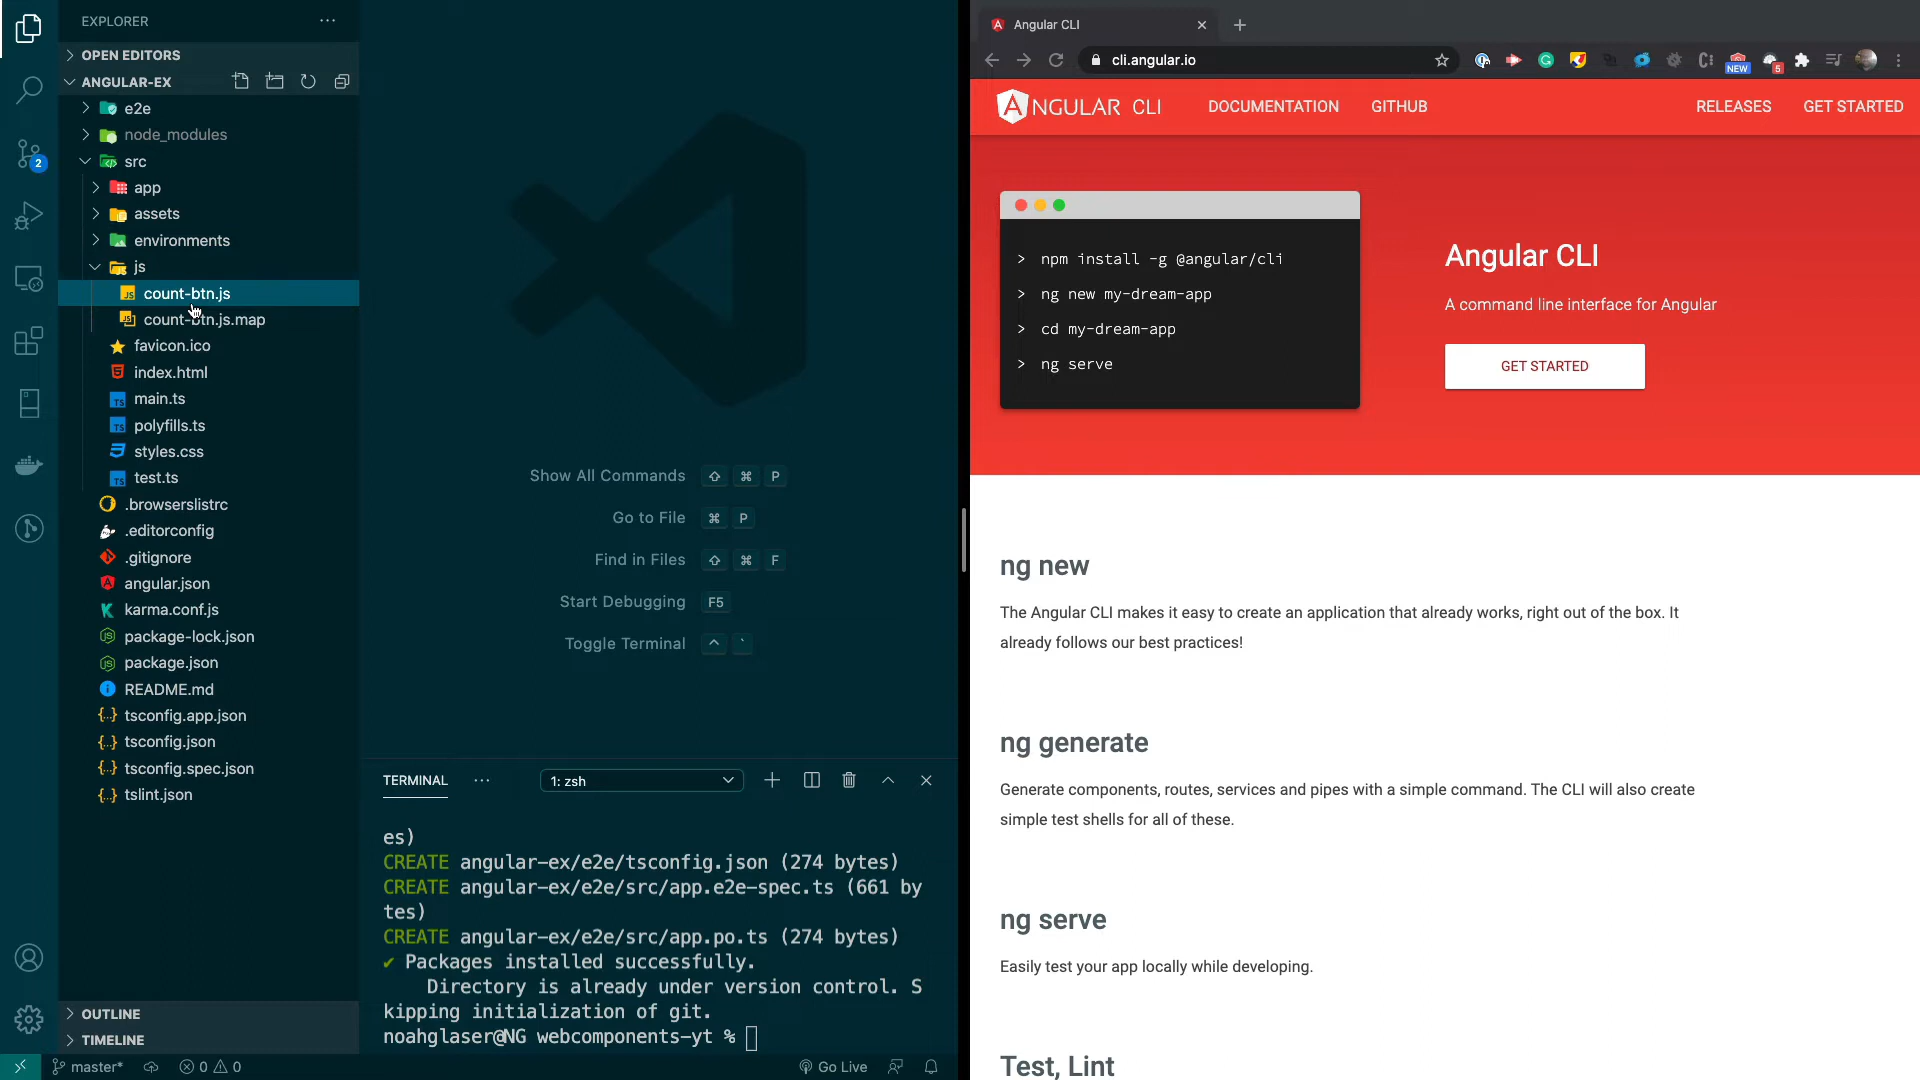 EXPLORER
OPEN EDITORS
ANGULAR-EX
e2e
node_modules
src
app
assets
environments
js
count-btn.js
count-btn.js.map
favicon.ico
index.html
main.ts
polyfills.ts
styles.css
test.ts
.browserslistrc
.editorconfig
.gitignore
angular.json
karma.conf.js
package-lock.json
package.json
README.md
tsconfig.app.json
tsconfig.json
tsconfig.spec.json
tslint.json
OUTLINE
TIMELINE
2
master*
0 0
Go Live
Show All Commands ⇧ ⌘ P
Go to File ⌘ P
Find in Files ⇧ ⌘ F
Start Debugging F5
Toggle Terminal ^ `
TERMINAL
1: zsh
es)
CREATE angular-ex/e2e/tsconfig.json (274 bytes)
CREATE angular-ex/e2e/src/app.e2e-spec.ts (661 by
tes)
CREATE angular-ex/e2e/src/app.po.ts (274 bytes)
✔ Packages installed successfully.
Directory is already under version control. S
kipping initialization of git.
noahglaser@NG webcomponents-yt %
Angular CLI
cli.angular.io
NEW
5
ANGULAR CLI
DOCUMENTATION
GITHUB
RELEASES
GET STARTED
> npm install -g @angular/cli
> ng new my-dream-app
> cd my-dream-app
> ng serve
Angular CLI
A command line interface for Angular
GET STARTED
ng new
The Angular CLI makes it easy to create an application that already works, right out of the box. It
already follows our best practices!
ng generate
Generate components, routes, services and pipes with a simple command. The CLI will also create
simple test shells for all of these.
ng serve
Easily test your app locally while developing.
Test, Lint